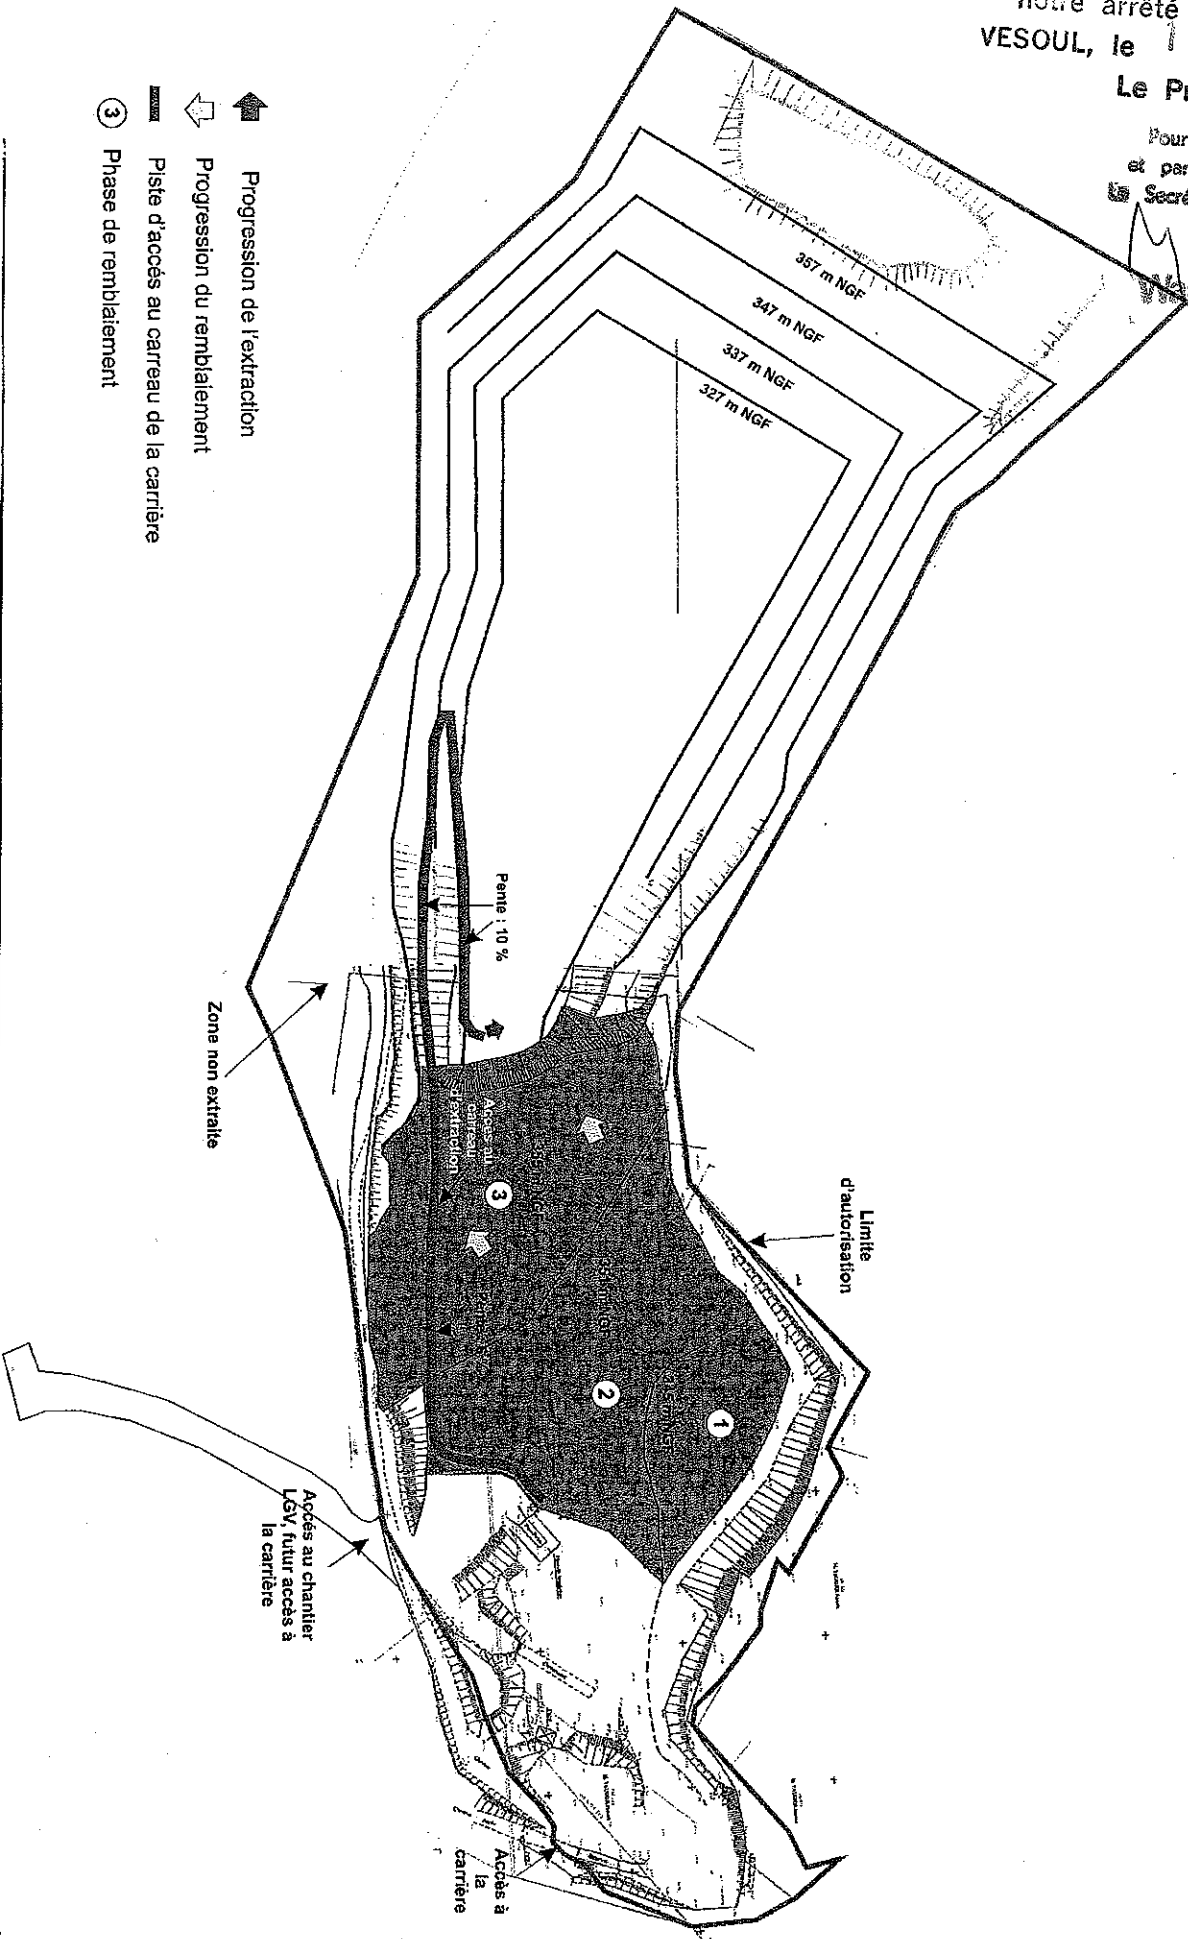 notre arrêté
VESOUL, le
Le Pr
Pour
et par
Le Secré
Progression de l'extraction
Progression du remblaiement
Piste d'accès au carreau de la carrière
3 Phase de remblaiement
357 m NGF
347 m NGF
337 m NGF
327 m NGF
Pente : 10 %
Zone non extraite
Limite
d'autorisation
Accès au
carreau
d'extraction
3
2
1
Accès au chantier
LGV, futur accès à
la carrière
Accès à
la
carrière